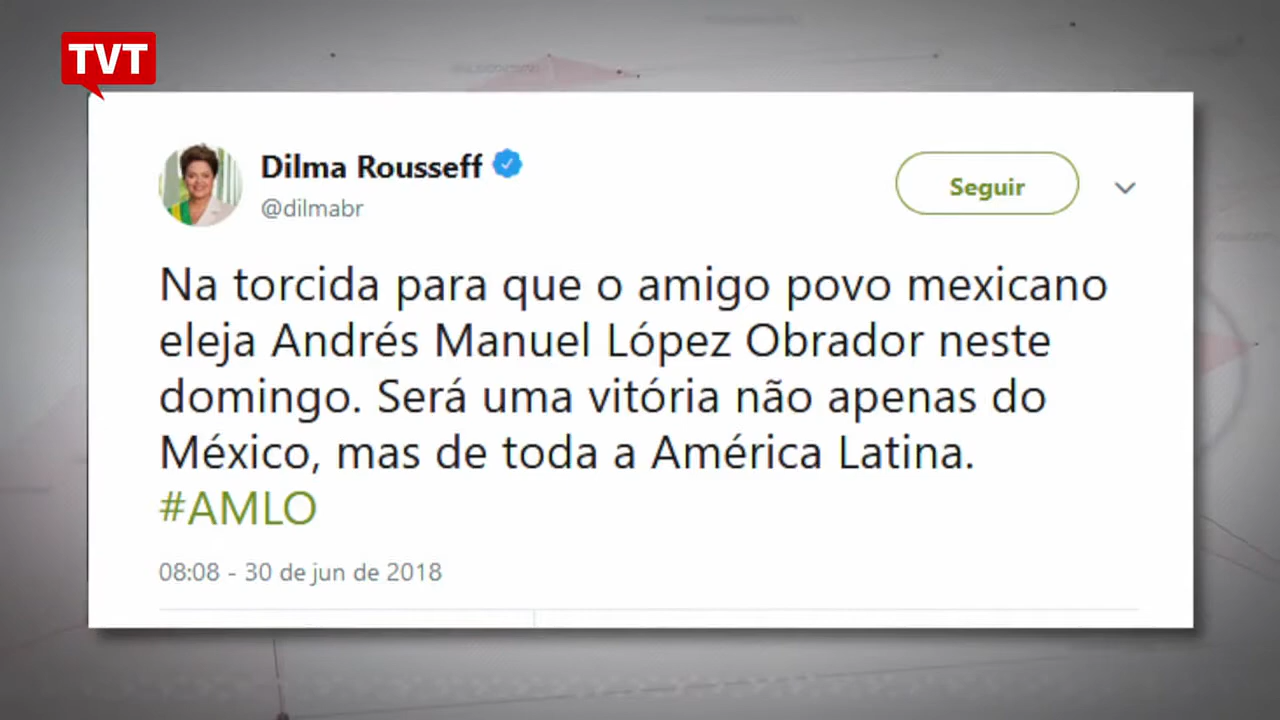 TVT
Dilma Rousseff
@dilmabr
Seguir
Na torcida para que o amigo povo mexicano
eleja Andrés Manuel López Obrador neste
domingo. Será uma vitória não apenas do
México, mas de toda a América Latina.
#AMLO
08:08 - 30 de jun de 2018